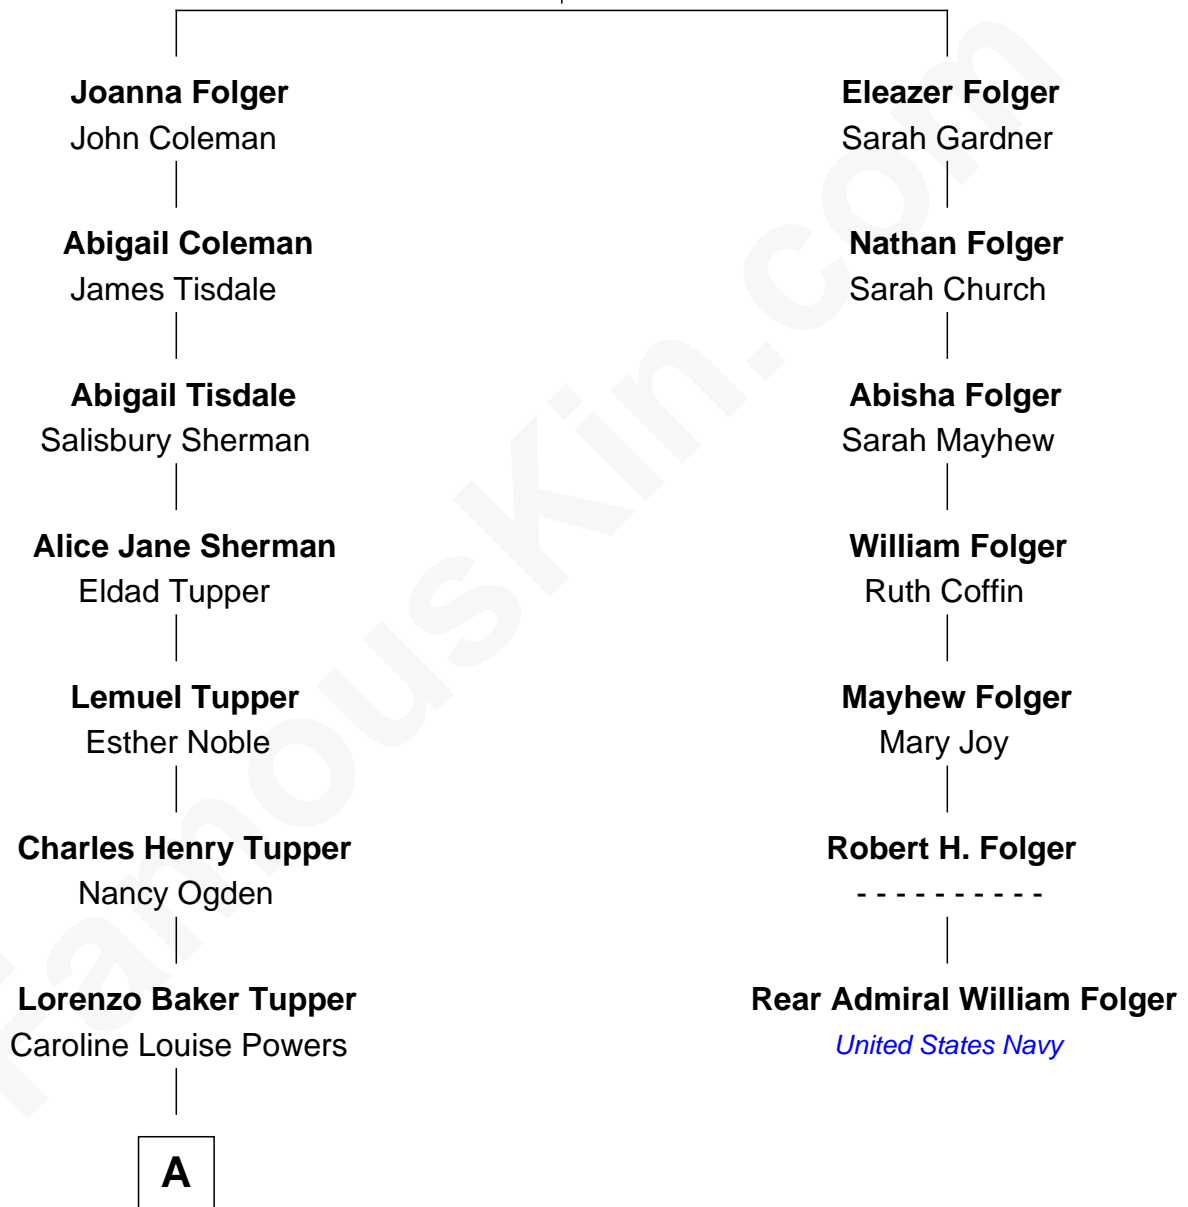 Joanna Folger
John Coleman
Abigail Coleman
James Tisdale
Abigail Tisdale
Salisbury Sherman
Alice Jane Sherman
Eldad Tupper
Lemuel Tupper
Esther Noble
Charles Henry Tupper
Nancy Ogden
Lorenzo Baker Tupper
Caroline Louise Powers
A
Eleazer Folger
Sarah Gardner
Nathan Folger
Sarah Church
Abisha Folger
Sarah Mayhew
William Folger
Ruth Coffin
Mayhew Folger
Mary Joy
Robert H. Folger
- - - - - - - - - -
Rear Admiral William Folger
United States Navy
FamousKin.com